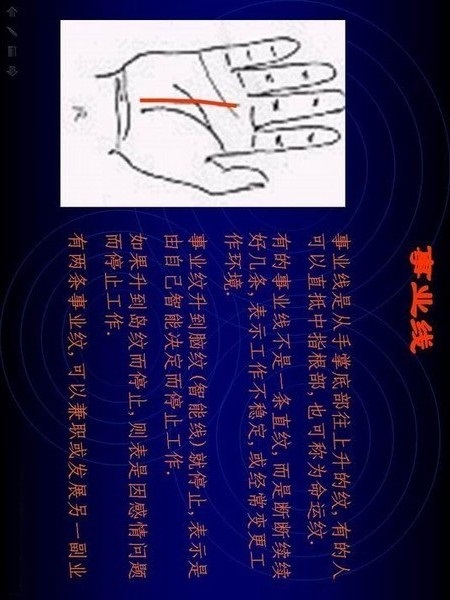 事业线
事业线是从手掌底部往上升的纹, 有的人
可以直抵中指根部, 也可称为命运纹.
有的事业线不是一条直纹, 而是断断续续
好几条, 表示工作不稳定, 或经常变更工
作环境.
事业纹升到脑纹(智能线)就停止, 表示是
由自己智能决定而停止工作.
如果升到岛纹而停止, 则表是因感情问题
而停止工作.
有两条事业纹, 可以兼职或发展另一副业